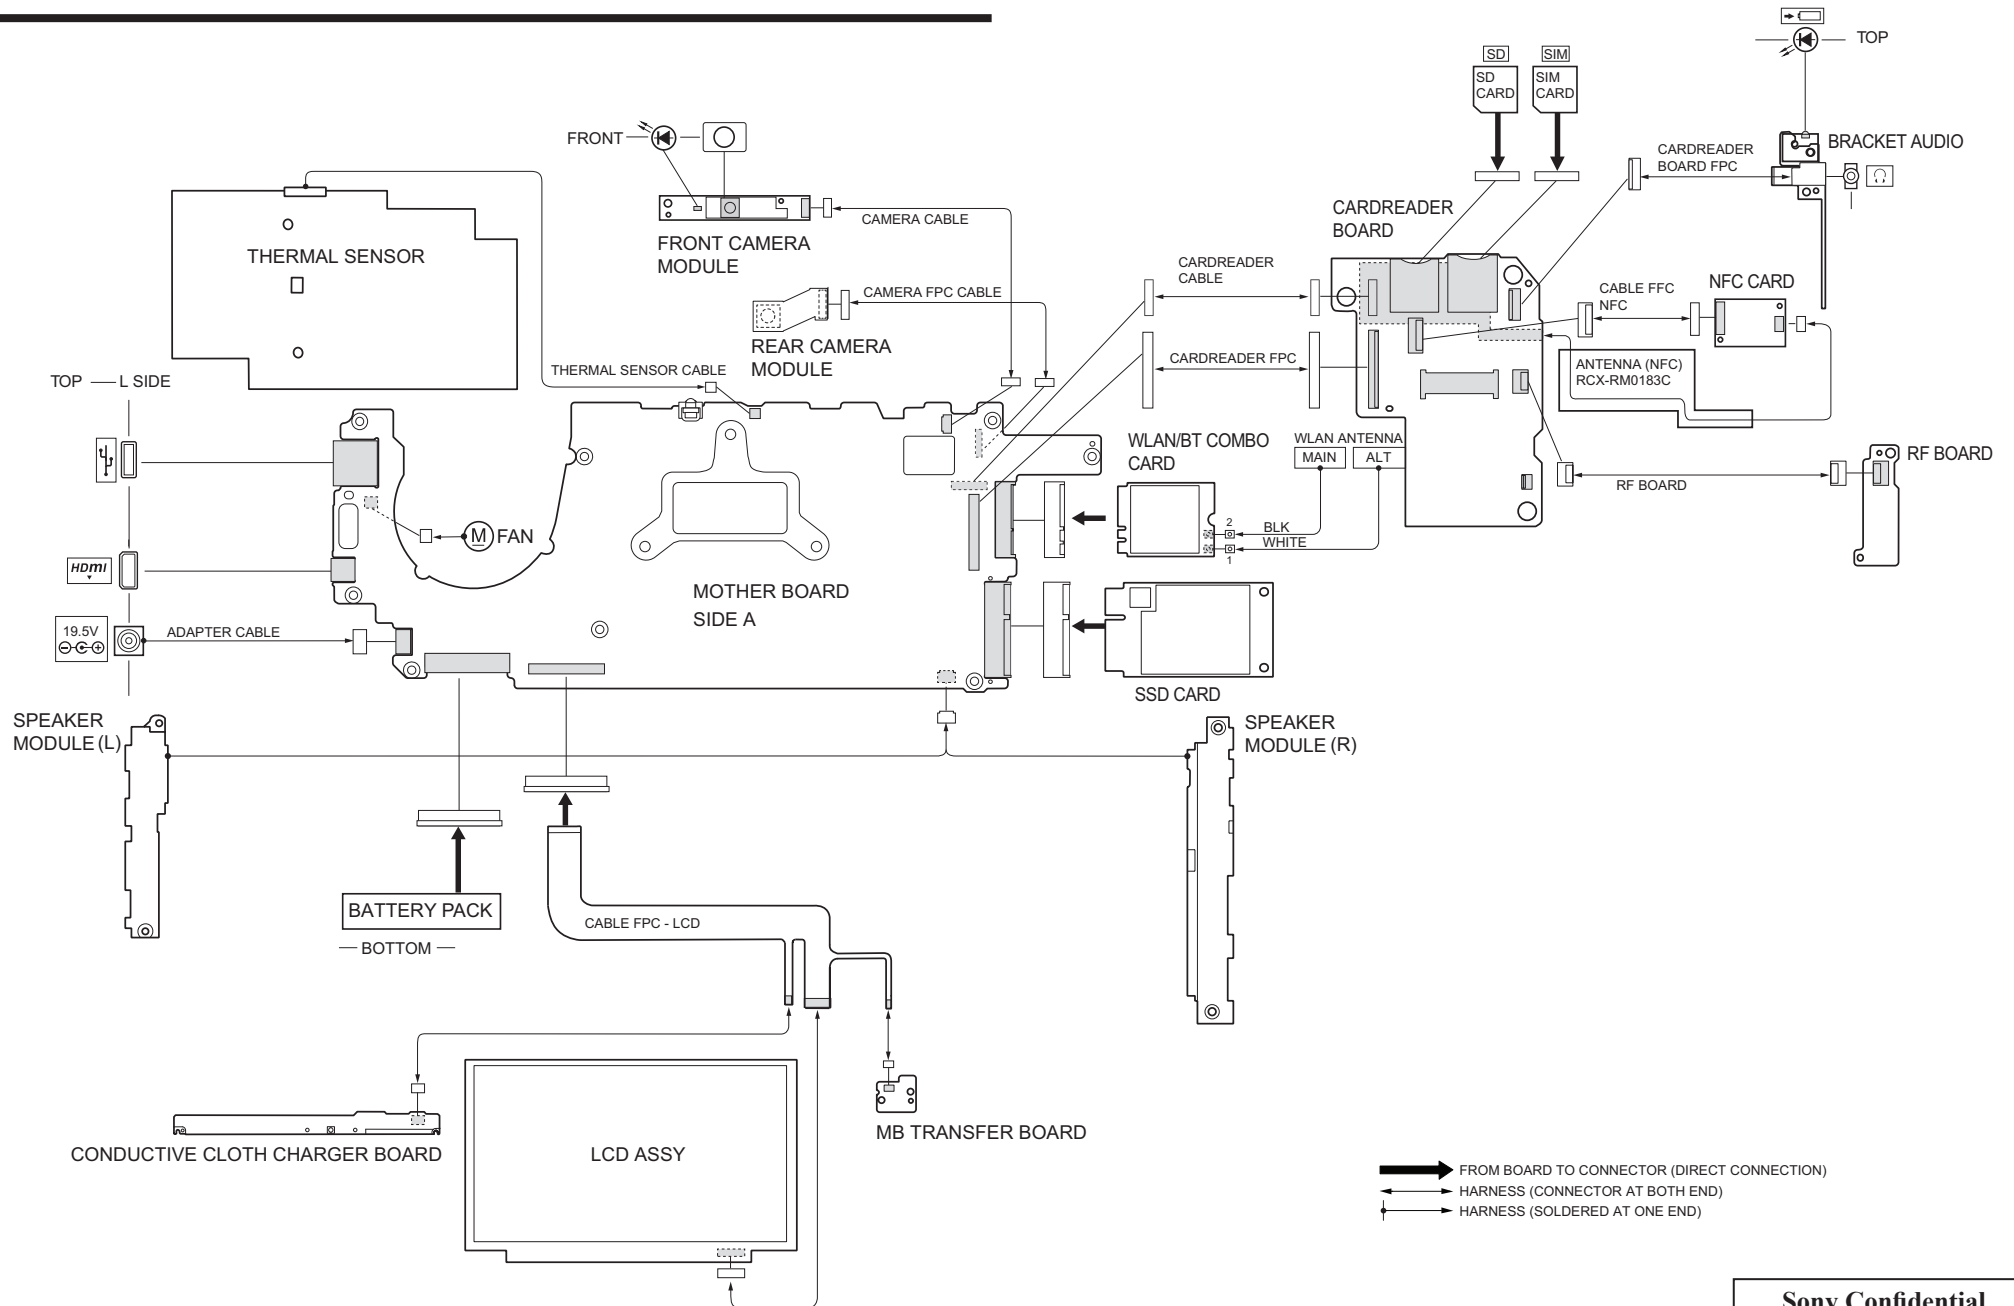 TOP
SD
SIM
SD
CARD
SIM
CARD
FRONT
BRACKET AUDIO
CARDREADER
BOARD FPC
CAMERA CABLE
CARDREADER
BOARD
FRONT CAMERA
MODULE
THERMAL SENSOR
CARDREADER
CABLE
CABLE FFC
NFC
NFC CARD
CAMERA FPC CABLE
REAR CAMERA
MODULE
CARDREADER FPC
ANTENNA (NFC)
RCX-RM0183C
THERMAL SENSOR CABLE
TOP
L SIDE
WLAN/BT COMBO
CARD
WLAN ANTENNA
MAIN
ALT
RF BOARD
RF BOARD
2
BLK
WHITE
1
M
FAN
HDMI
MOTHER BOARD
SIDE A
19.5V
ADAPTER CABLE
SSD CARD
SPEAKER
MODULE (L)
SPEAKER
MODULE (R)
BATTERY PACK
BOTTOM
CABLE FPC - LCD
MB TRANSFER BOARD
CONDUCTIVE CLOTH CHARGER BOARD
LCD ASSY
FROM BOARD TO CONNECTOR (DIRECT CONNECTION)
HARNESS (CONNECTOR AT BOTH END)
HARNESS (SOLDERED AT ONE END)
Sony Confidential